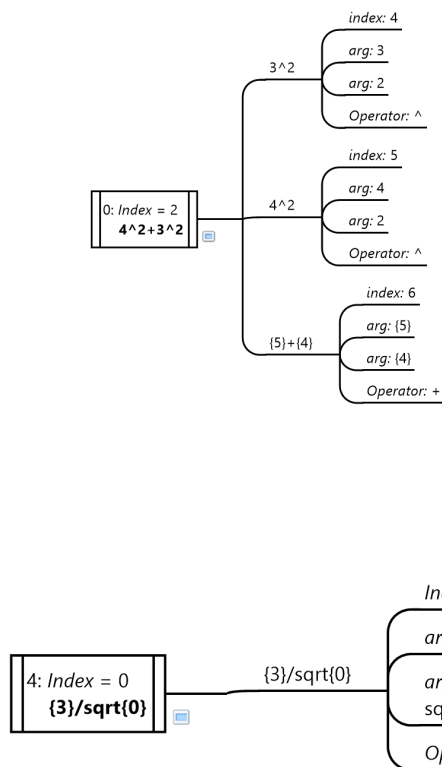 index: 4
arg: 3
3^2
arg: 2
Operator: ^
index: 5
arg: 4
0: Index = 2
4^2+3^2
4^2
arg: 2
Operator: ^
index: 6
arg: {5}
{5}+{4}
arg: {4}
Operator: +
4: Index = 0
{3}/sqrt{0}
{3}/sqrt{0}